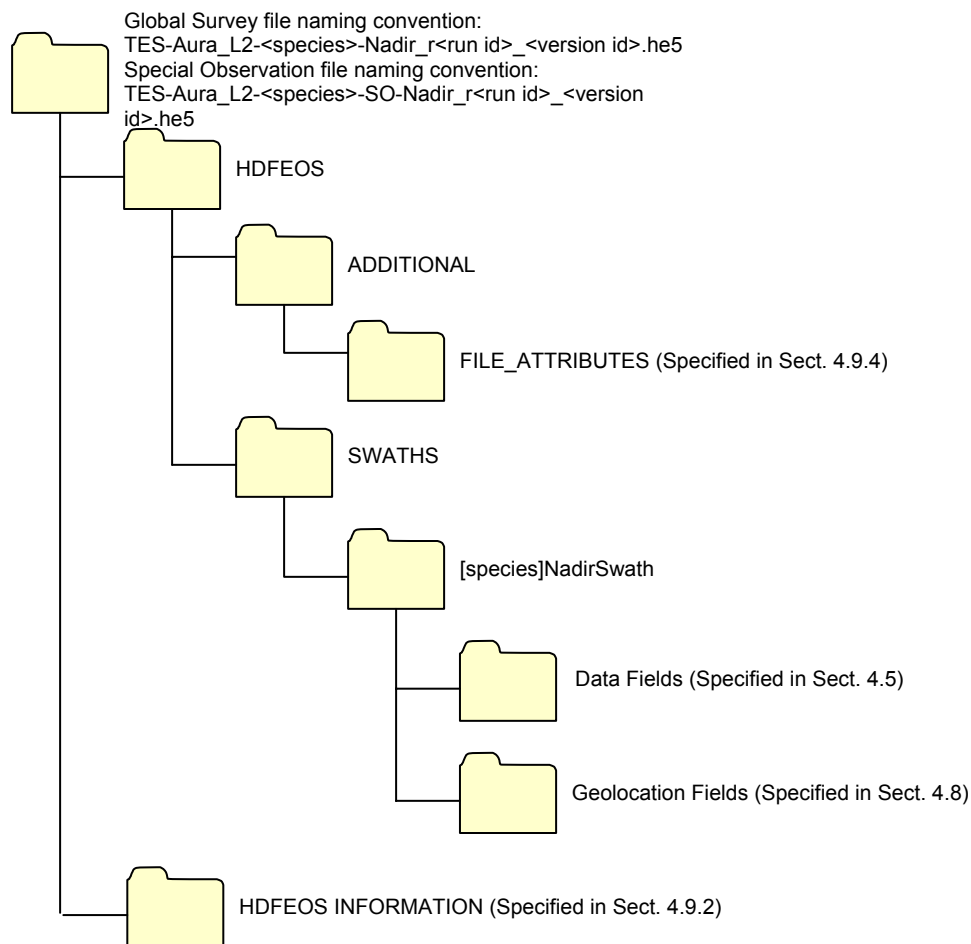 Global Survey file naming convention:
TES-Aura_L2-<species>-Nadir_r<run id>_<version id>.he5
Special Observation file naming convention:
TES-Aura_L2-<species>-SO-Nadir_r<run id>_<version
id>.he5
HDFEOS
ADDITIONAL
FILE_ATTRIBUTES (Specified in Sect. 4.9.4)
SWATHS
[species]NadirSwath
Data Fields (Specified in Sect. 4.5)
Geolocation Fields (Specified in Sect. 4.8)
HDFEOS INFORMATION (Specified in Sect. 4.9.2)